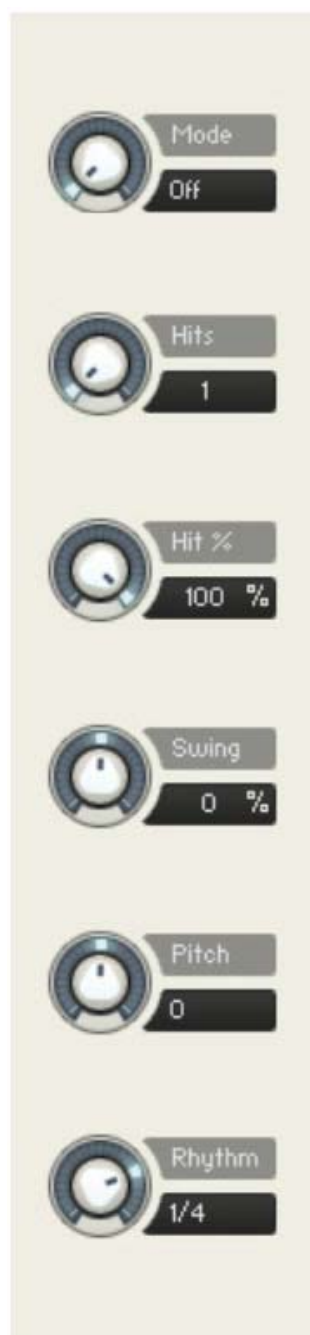 Mode
Off
Hits
1
Hit %
100 %
Swing
0 %
Pitch
0
Rhythm
1/4